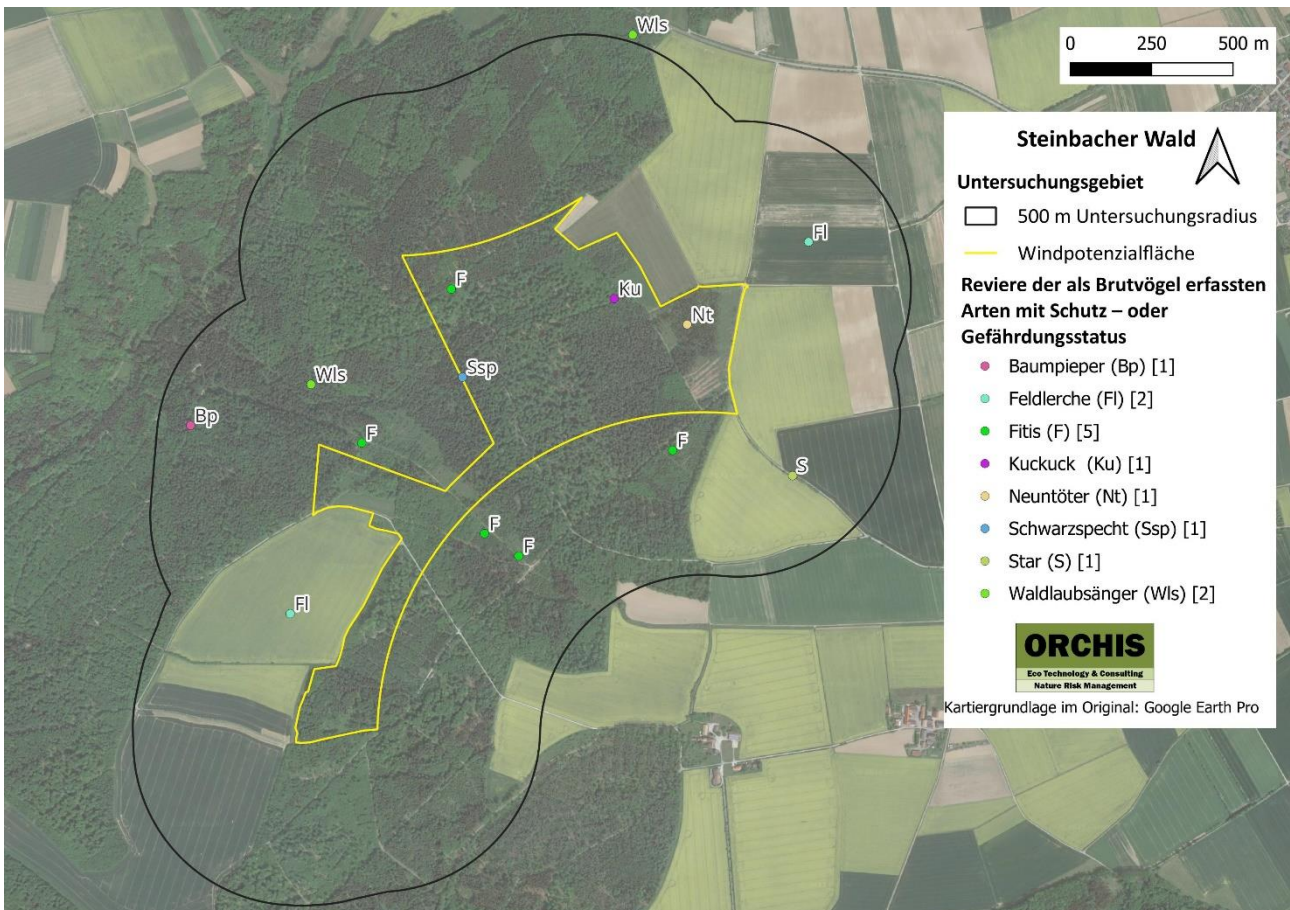 Wls
0 250 500 m
Steinbacher Wald
Untersuchungsgebiet
500 m Untersuchungsradius
Windpotenzialfläche
Reviere der als Brutvögel erfassten
Arten mit Schutz – oder
Gefährdungsstatus
Baumpieper (Bp) [1]
Feldlerche (Fl) [2]
Fitis (F) [5]
Kuckuck (Ku) [1]
Neuntöter (Nt) [1]
Schwarzspecht (Ssp) [1]
Star (S) [1]
Waldlaubsänger (Wls) [2]
ORCHIS
Eco Technology & Consulting
Nature Risk Management
Kartiergrundlage im Original: Google Earth Pro
Fl
F
Ku
Nt
Ssp
Wls
Bp
F
F
S
F
F
Fl